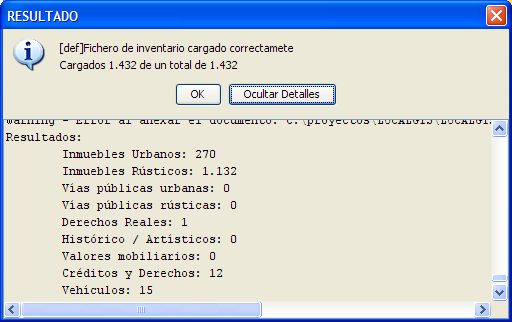 RESULTADO
[def]Fichero de inventario cargado correctamete
Cargados 1.432 de un total de 1.432
OK
Ocultar Detalles
Warning - Error al anexar el documento: C:\proyectos\LOCALGIS\LOCALGI
Resultados:
Inmuebles Urbanos: 270
Inmuebles Rústicos: 1.132
Vías públicas urbanas: 0
Vías públicas rústicas: 0
Derechos Reales: 1
Histórico / Artísticos: 0
Valores mobiliarios: 0
Créditos y Derechos: 12
Vehículos: 15